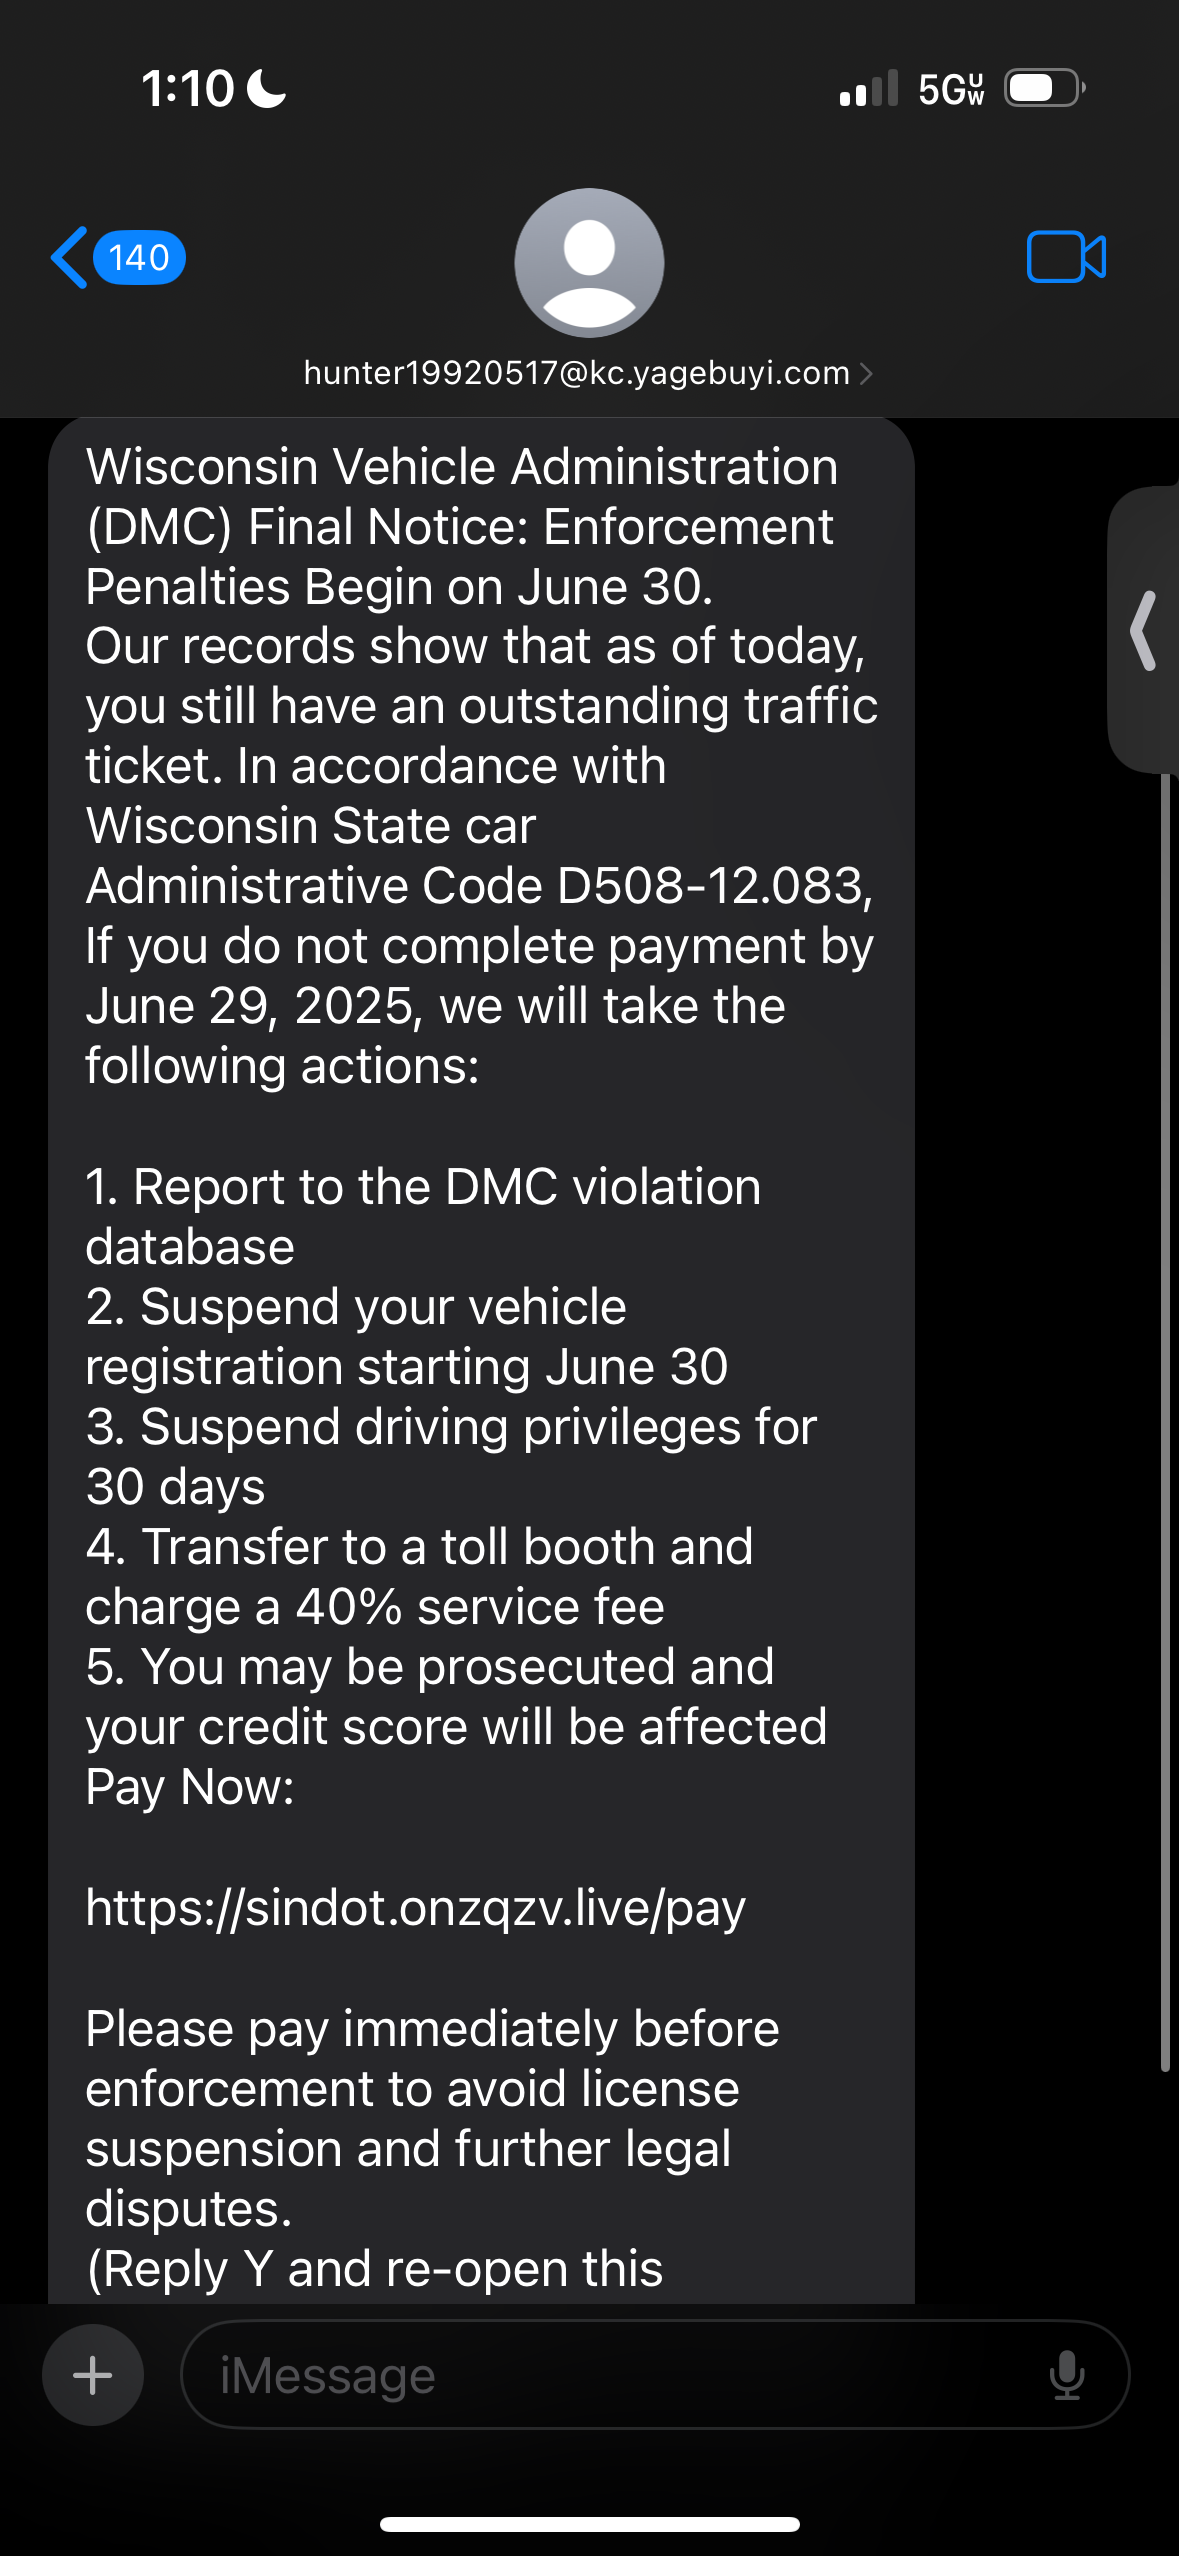 1:10
5G UW
140
hunter19920517@kc.yagebuyi.com
Wisconsin Vehicle Administration
(DMC) Final Notice: Enforcement
Penalties Begin on June 30.
Our records show that as of today,
you still have an outstanding traffic
ticket. In accordance with
Wisconsin State car
Administrative Code D508-12.083,
If you do not complete payment by
June 29, 2025, we will take the
following actions:
1. Report to the DMC violation
database
2. Suspend your vehicle
registration starting June 30
3. Suspend driving privileges for
30 days
4. Transfer to a toll booth and
charge a 40% service fee
5. You may be prosecuted and
your credit score will be affected
Pay Now:
https://sindot.onzqzv.live/pay
Please pay immediately before
enforcement to avoid license
suspension and further legal
disputes.
(Reply Y and re-open this
iMessage